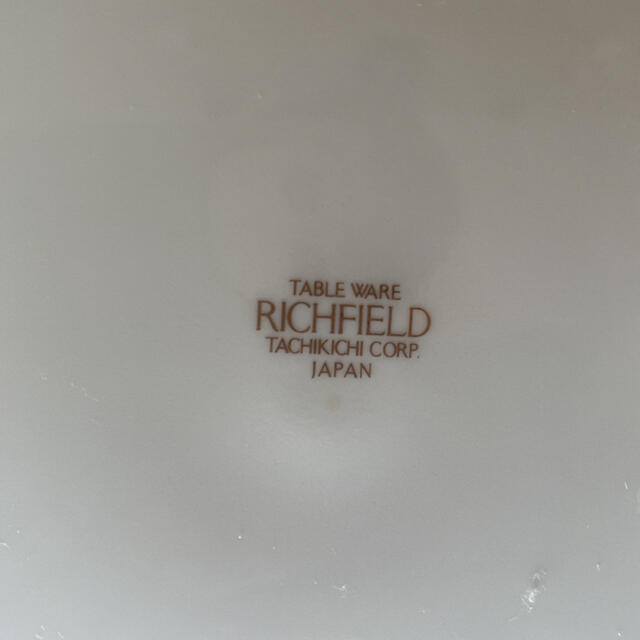 TABLE WARE
RICHFIELD
TACHIKICHI CORP.
JAPAN